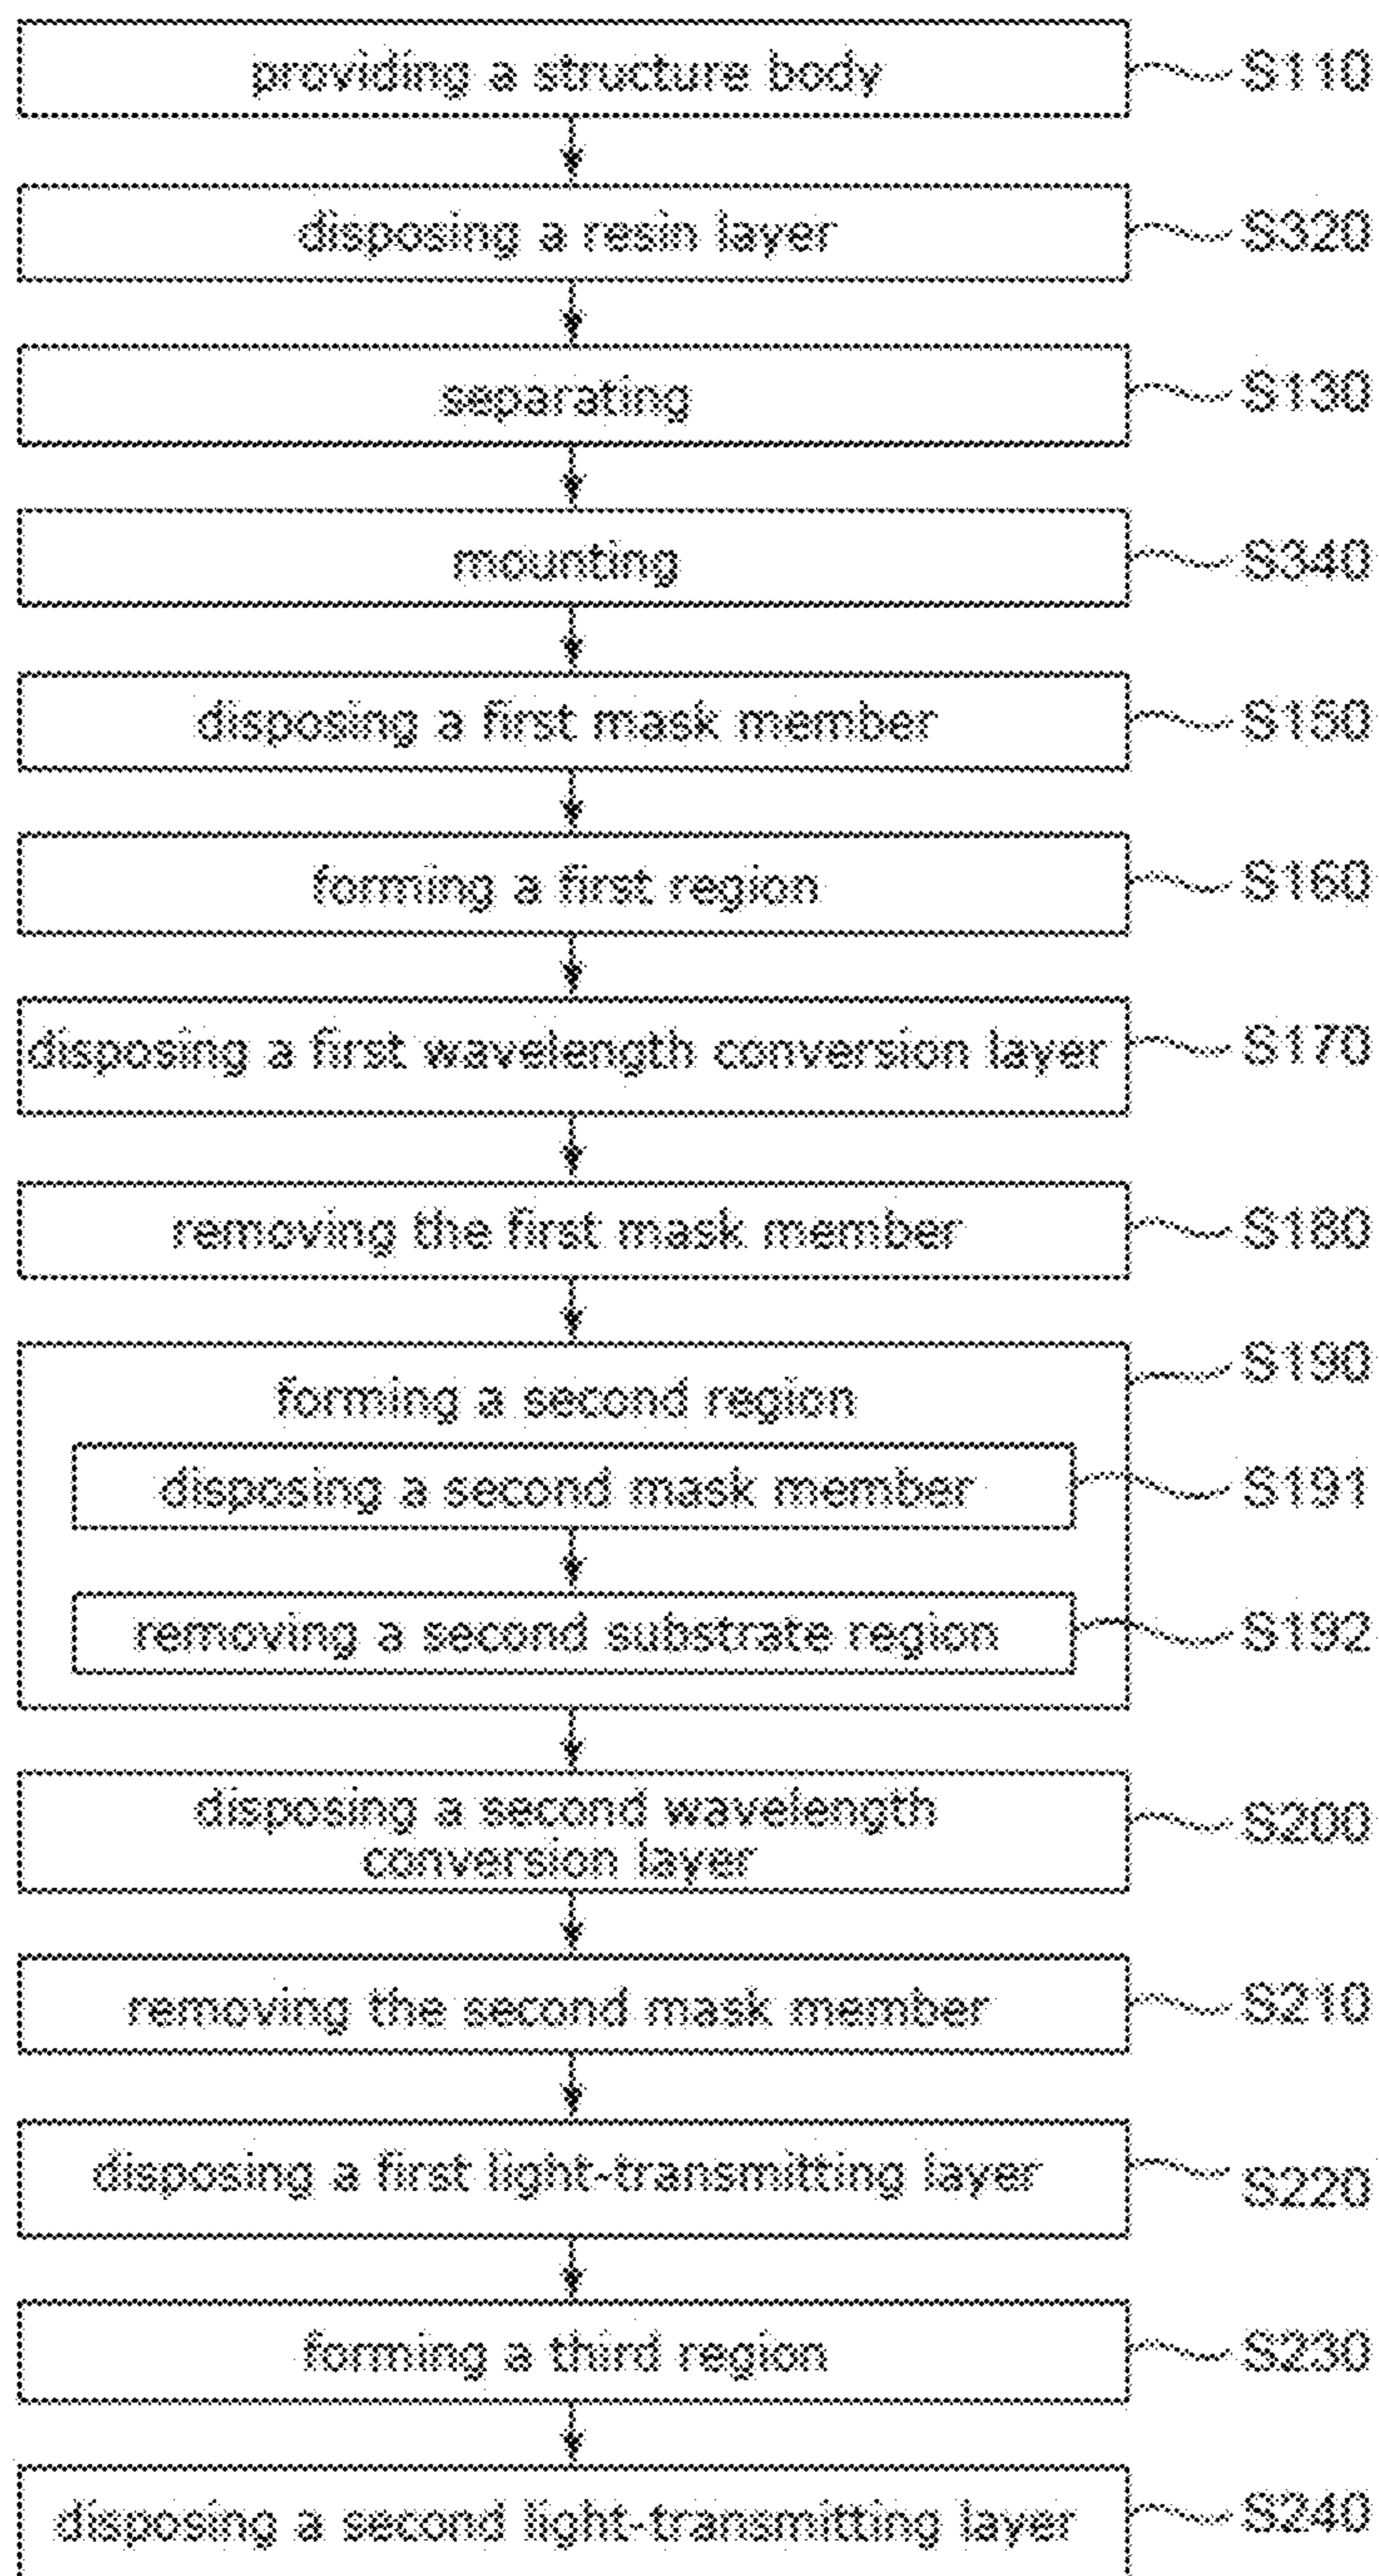 providing a structure body S110
disposing a resin layer S320
separating S130
mounting S340
disposing a first mask member S150
forming a first region S160
disposing a first wavelength conversion layer S170
removing the first mask member S180
forming a second region S190
disposing a second mask member S191
removing a second substrate region S192
disposing a second wavelength
conversion layer S200
removing the second mask member S210
disposing a first light-transmitting layer S220
forming a third region S230
disposing a second light-transmitting layer S240